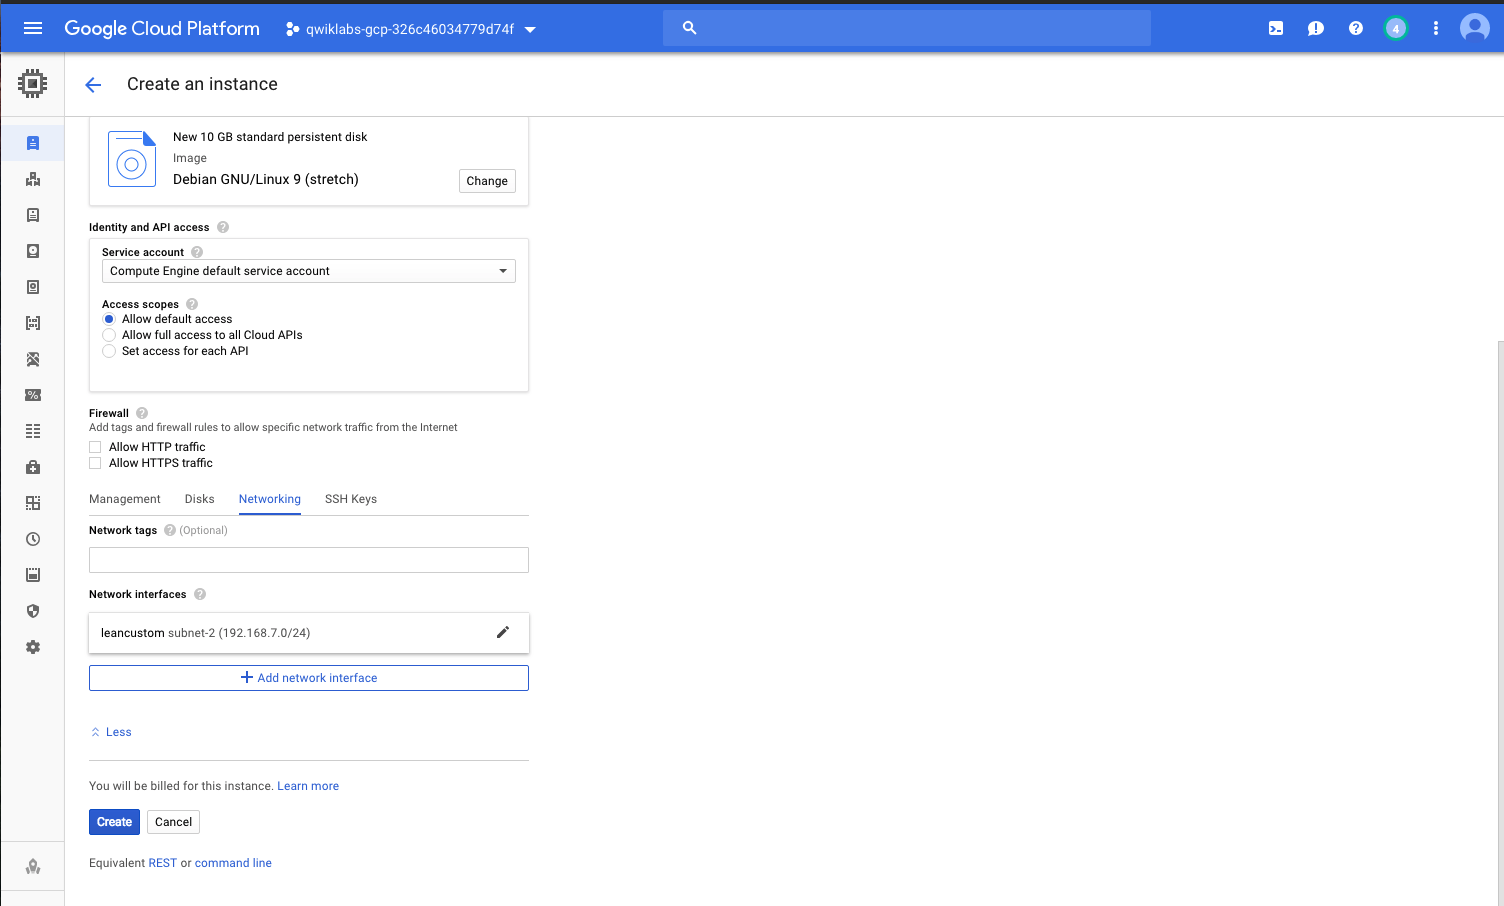 Google Cloud Platform
qwiklabs-gcp-326c46034779d74f
4
Create an instance
New 10 GB standard persistent disk
Image
Debian GNU/Linux 9 (stretch)
Change
Identity and API access
Service account
Compute Engine default service account
Access scopes
Allow default access
Allow full access to all Cloud APIs
Set access for each API
Firewall
Add tags and firewall rules to allow specific network traffic from the Internet
Allow HTTP traffic
Allow HTTPS traffic
Management Disks Networking SSH Keys
Network tags (Optional)
Network interfaces
leancustom subnet-2 (192.168.7.0/24)
Add network interface
Less
You will be billed for this instance. Learn more
Create Cancel
Equivalent REST or command line